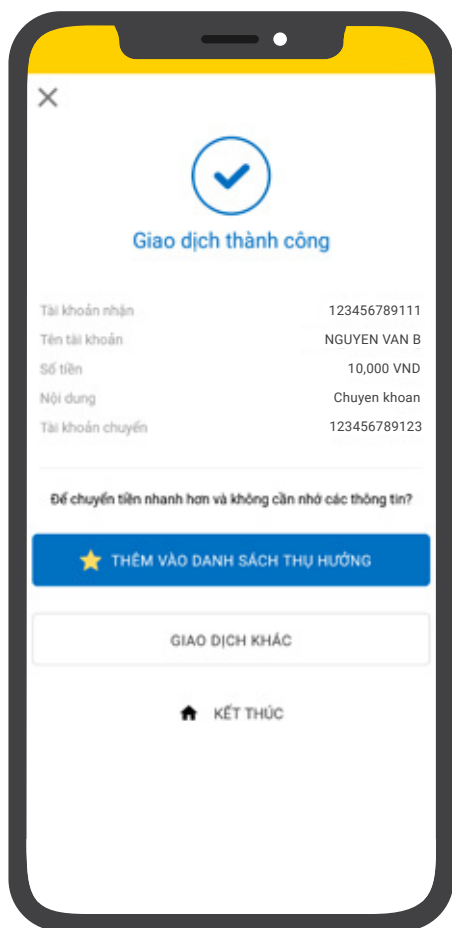 Giao dịch thành công
Tài khoản nhận 123456789111
Tên tài khoản NGUYEN VAN B
Số tiền 10,000 VND
Nội dung Chuyen khoan
Tài khoản chuyển 123456789123
Để chuyển tiền nhanh hơn và không cần nhớ các thông tin?
THÊM VÀO DANH SÁCH THỤ HƯỞNG
GIAO DỊCH KHÁC
KẾT THÚC